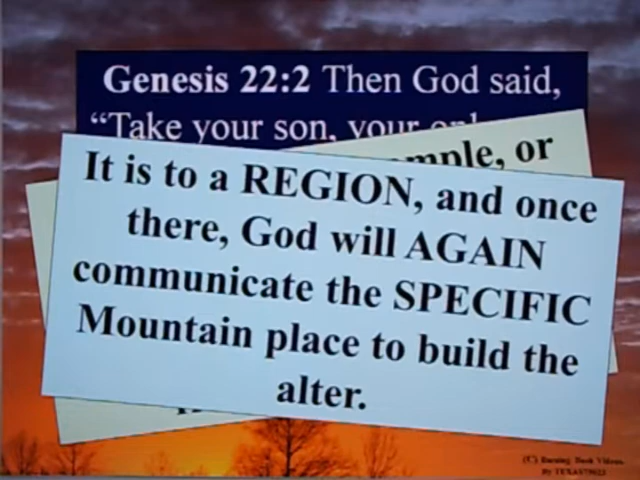 Genesis 22:2 Then God said,
“Take your son, your
or
It is to a REGION, and once
there, God will AGAIN
communicate the SPECIFIC
Mountain place to build the
alter.